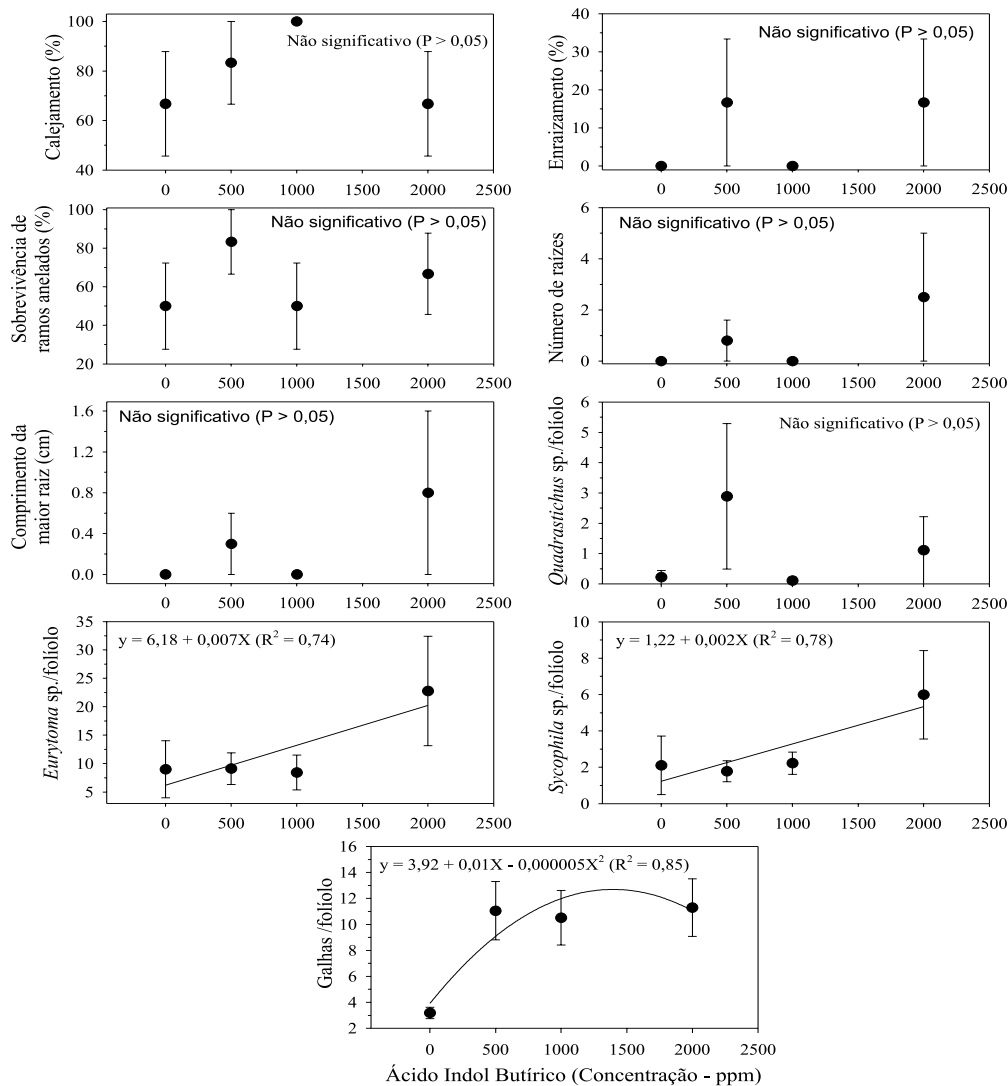 Calejamento (%)
100
80
60
40
Não significativo (P > 0,05)
0 500 1000 1500 2000 2500
Enraizamento (%)
40
30
20
10
0
Não significativo (P > 0,05)
0 500 1000 1500 2000 2500
Sobrevivência de
ramos anelados (%)
100
80
60
40
20
Não significativo (P > 0,05)
0 500 1000 1500 2000 2500
Número de raízes
6
4
2
0
Não significativo (P > 0,05)
0 500 1000 1500 2000 2500
Comprimento da
maior raiz (cm)
1.6
1.2
0.8
0.4
0.0
Não significativo (P > 0,05)
0 500 1000 1500 2000 2500
Quadrastichus sp./folíolo
6
5
4
3
2
1
0
Não significativo (P > 0,05)
0 500 1000 1500 2000 2500
Eurytoma sp./folíolo
35
30
25
20
15
10
5
y = 6,18 + 0,007X (R² = 0,74)
0 500 1000 1500 2000 2500
Sycophila sp./folíolo
10
8
6
4
2
0
y = 1,22 + 0,002X (R² = 0,78)
0 500 1000 1500 2000 2500
Galhas /folíolo
16
14
12
10
8
6
4
2
y = 3,92 + 0,01X - 0,000005X² (R² = 0,85)
0 500 1000 1500 2000 2500
Ácido Indol Butírico (Concentração - ppm)